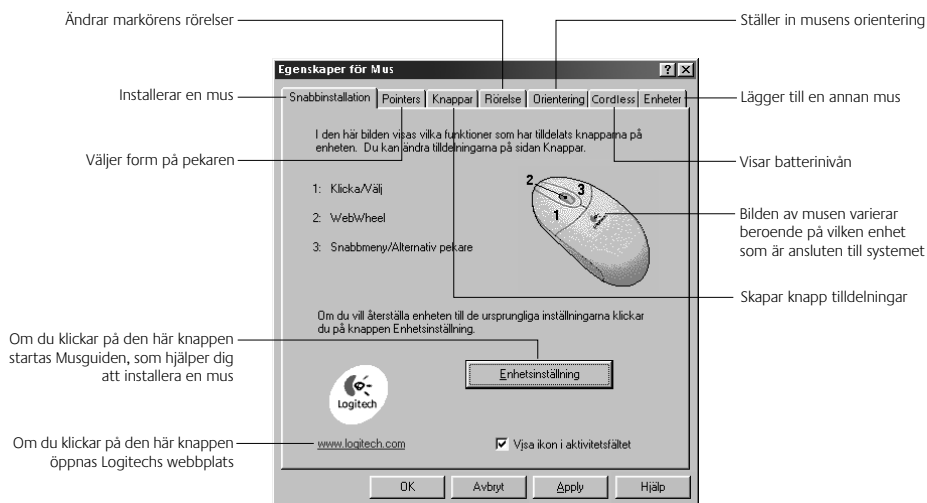 Ändrar markörens rörelser
Ställer in musens orientering
Egenskaper för Mus
Installerar en mus
Snabbinstallation Pointers Knappar Rörelse Orientering Cordless Enheter
Lägger till en annan mus
I den här bilden visas vilka funktioner som har tilldelats knapparna på
enheten. Du kan ändra tilldelningarna på sidan Knappar.
Väljer form på pekaren
Visar batterinivån
1: Klicka/Välj
2: WebWheel
3: Snabbmeny/Alternativ pekare
2
3
1
Bilden av musen varierar
beroende på vilken enhet
som är ansluten till systemet
Skapar knapp tilldelningar
Om du vill återställa enheten till de ursprungliga inställningarna klickar
du på knappen Enhetsinställning.
Om du klickar på den här knappen
startas Musguiden, som hjälper dig
att installera en mus
Enhetsinställning
Logitech
Om du klickar på den här knappen
öppnas Logitechs webbplats
www.logitech.com
Visa ikon i aktivitetsfältet
OK Avbryt Apply Hjälp